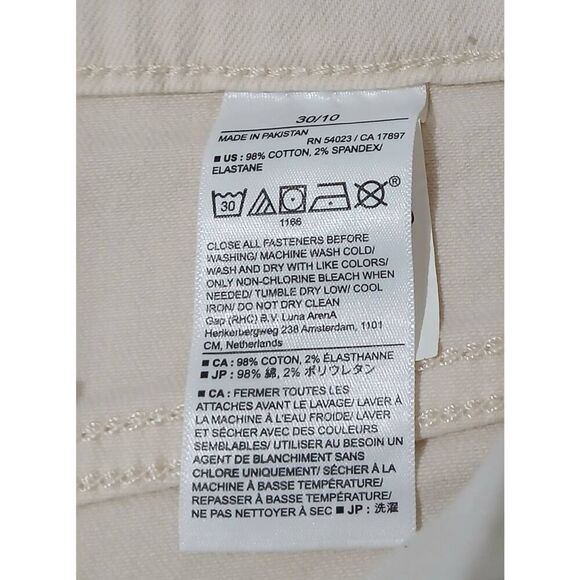 30/10
MADE IN PAKISTAN RN 54023 / CA 17897
■ US : 98% COTTON, 2% SPANDEX/
ELASTANE
30
®
1166
CLOSE ALL FASTENERS BEFORE
WASHING/ MACHINE WASH COLD/
WASH AND DRY WITH LIKE COLORS/
ONLY NON-CHLORINE BLEACH WHEN
NEEDED/ TUMBLE DRY LOW/ COOL
IRON/ DO NOT DRY CLEAN
Gap (RHC) B.V. Luna ArenA
Herikerbergweg 238 Amsterdam, 1101
CM, Netherlands
■ CA : 98% COTON, 2% ÉLASTHANNE
■ JP : 98% 綿, 2% ポリウレタン
■ CA : FERMER TOUTES LES
ATTACHES AVANT LE LAVAGE/ LAVER À
LA MACHINE À L'EAU FROIDE/ LAVER
ET SÉCHER AVEC DES COULEURS
SEMBLABLES/ UTILISER AU BESOIN UN
AGENT DE BLANCHIMENT SANS
CHLORE UNIQUEMENT/ SÉCHER À LA
MACHINE À BASSE TEMPÉRATURE/
REPASSER À BASSE TEMPÉRATURE/
NE PAS NETTOYER À SEC ■ JP : 洗濯